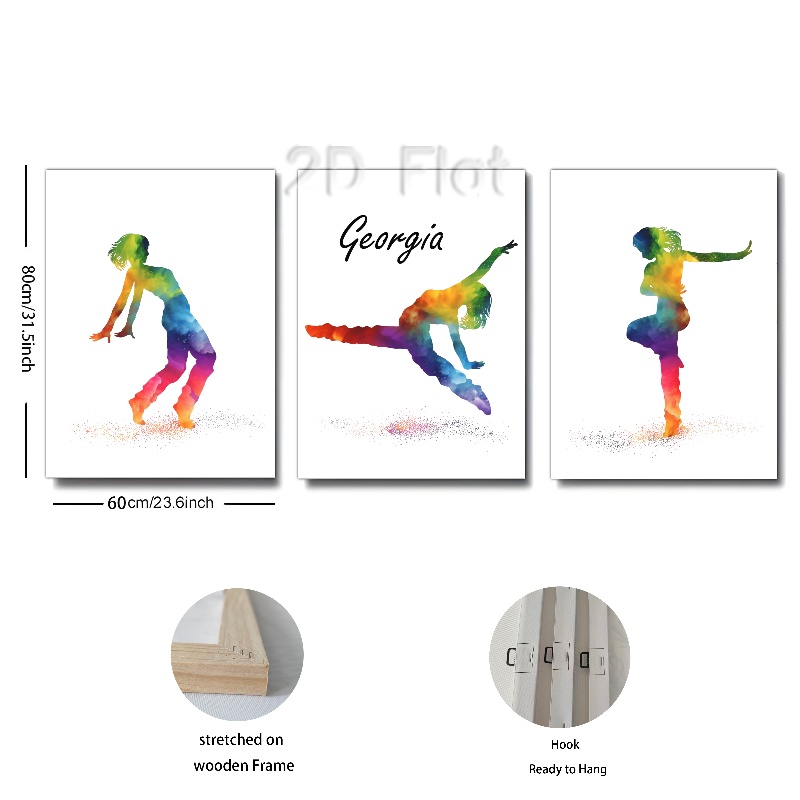 2D Flat
Georgia
80cm/31.5inch
60cm/23.6inch
stretched on
wooden Frame
Hook
Ready to Hang